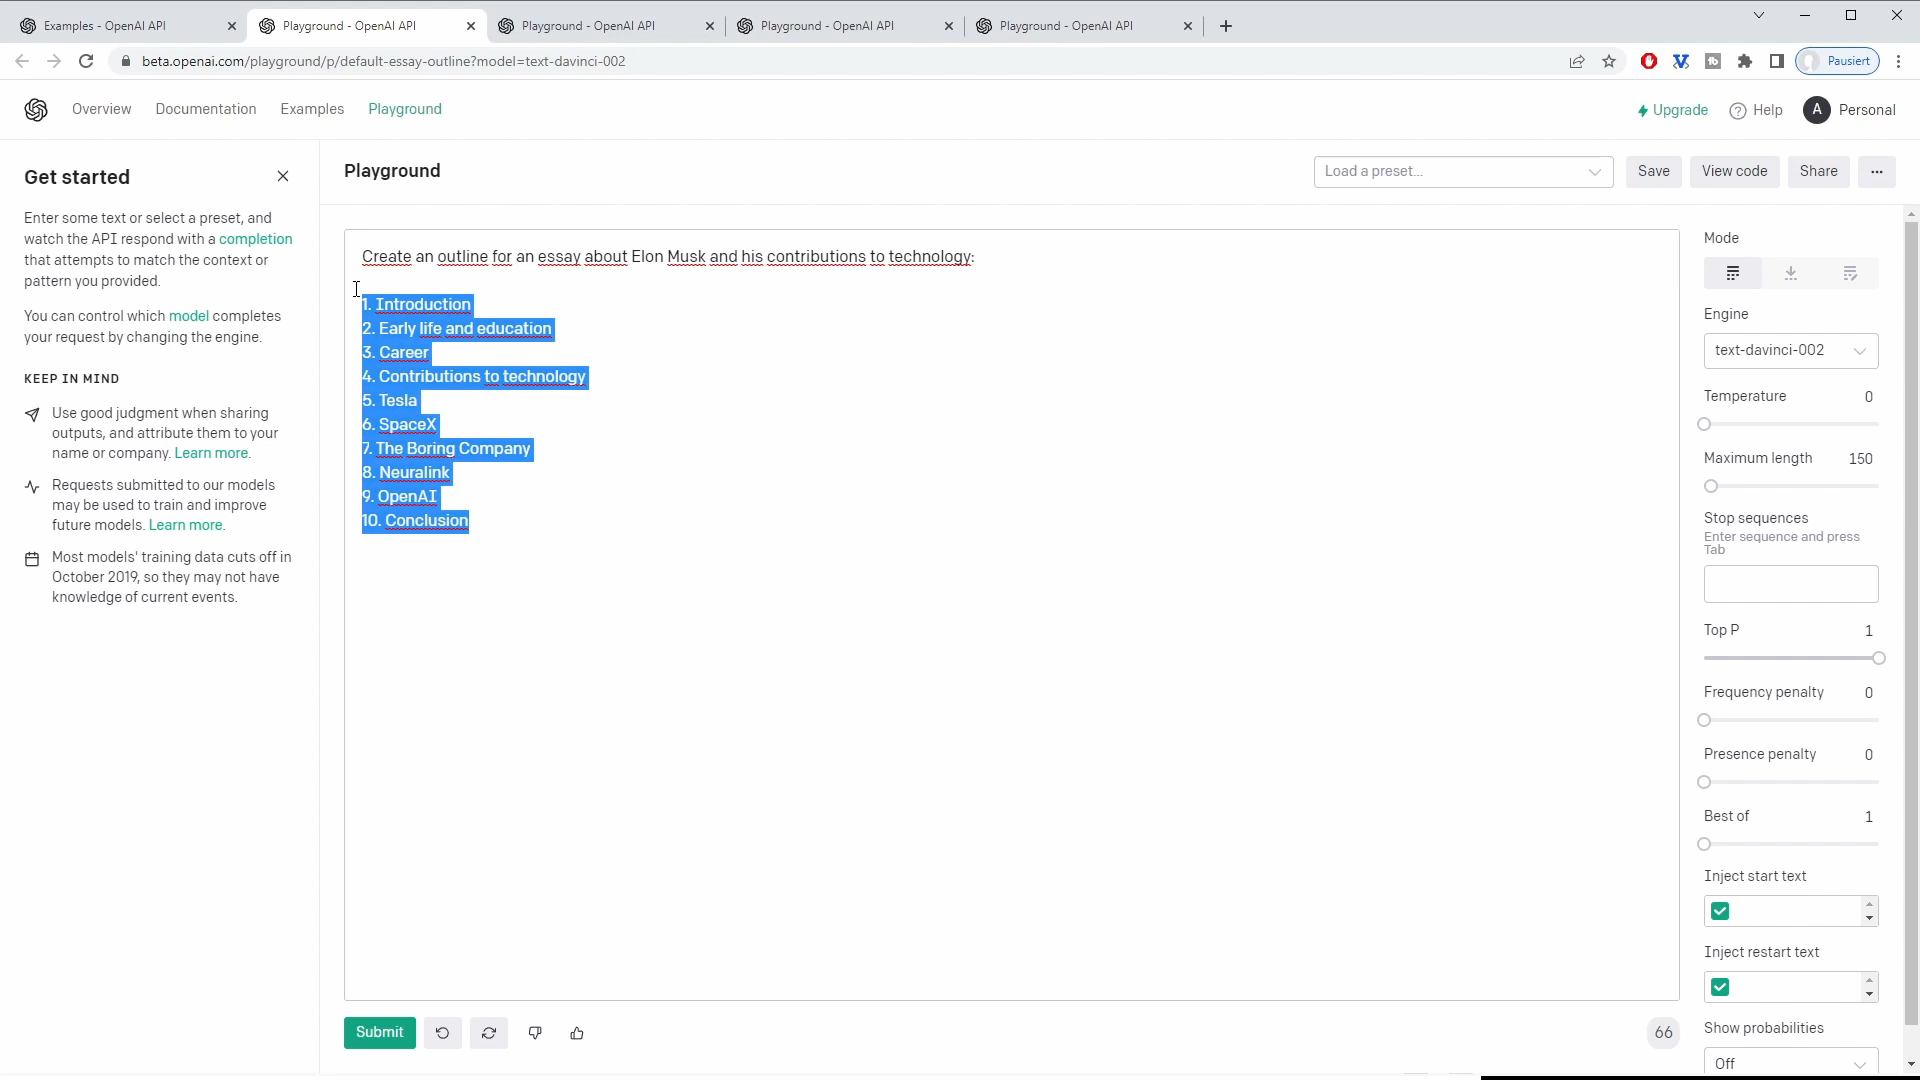 Examples - OpenAI API
Playground - OpenAI API
Playground - OpenAI API
Playground - OpenAI API
Playground - OpenAI API
beta.openai.com/playground/p/default-essay-outline?model=text-davinci-002
Pausiert
Overview
Documentation
Examples
Playground
Upgrade
Help
A
Personal
Get started
Enter some text or select a preset, and
watch the API respond with a completion
that attempts to match the context or
pattern you provided.
You can control which model completes
your request by changing the engine.
KEEP IN MIND
Use good judgment when sharing
outputs, and attribute them to your
name or company. Learn more.
Requests submitted to our models
may be used to train and improve
future models. Learn more.
Most models' training data cuts off in
October 2019, so they may not have
knowledge of current events.
Playground
Load a preset...
Save
View code
Share
...
Create an outline for an essay about Elon Musk and his contributions to technology:
1. Introduction
2. Early life and education
3. Career
4. Contributions to technology
5. Tesla
6. SpaceX
7. The Boring Company
8. Neuralink
9. OpenAI
10. Conclusion
Submit
66
Mode
Engine
text-davinci-002
Temperature 0
Maximum length 150
Stop sequences
Enter sequence and press
Tab
Top P 1
Frequency penalty 0
Presence penalty 0
Best of 1
Inject start text
Inject restart text
Show probabilities
Off